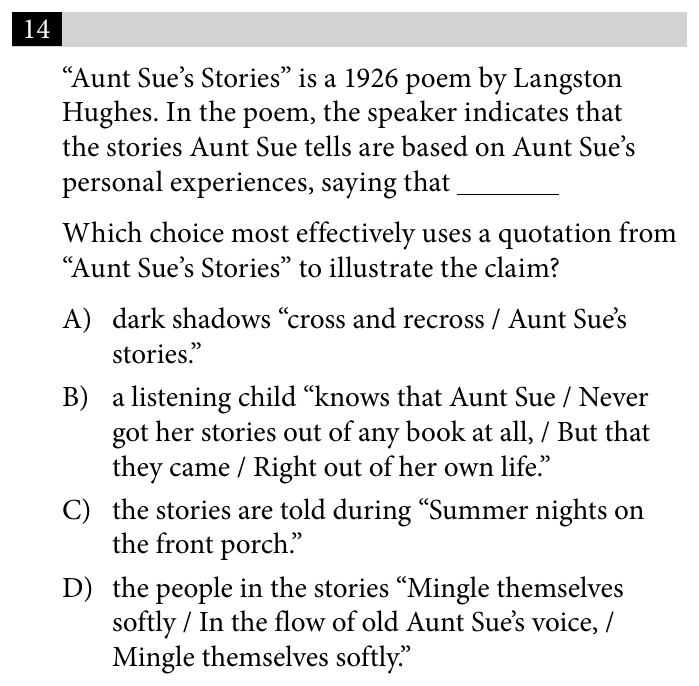 14
“Aunt Sue’s Stories” is a 1926 poem by Langston
Hughes. In the poem, the speaker indicates that
the stories Aunt Sue tells are based on Aunt Sue’s
personal experiences, saying that _______
Which choice most effectively uses a quotation from
“Aunt Sue’s Stories” to illustrate the claim?
A) dark shadows “cross and recross / Aunt Sue’s
stories.”
B) a listening child “knows that Aunt Sue / Never
got her stories out of any book at all, / But that
they came / Right out of her own life.”
C) the stories are told during “Summer nights on
the front porch.”
D) the people in the stories “Mingle themselves
softly / In the flow of old Aunt Sue’s voice, /
Mingle themselves softly.”